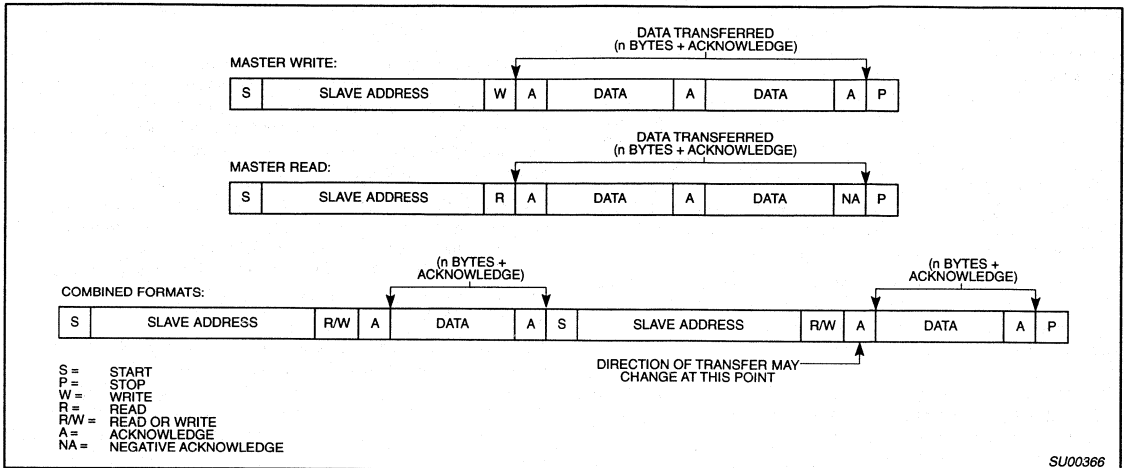 DATA TRANSFERRED
(n BYTES + ACKNOWLEDGE)
MASTER WRITE:
S SLAVE ADDRESS W A DATA A DATA A P
DATA TRANSFERRED
(n BYTES + ACKNOWLEDGE)
MASTER READ:
S SLAVE ADDRESS R A DATA A DATA NA P
(n BYTES +
ACKNOWLEDGE)
(n BYTES +
ACKNOWLEDGE)
COMBINED FORMATS:
S SLAVE ADDRESS R/W A DATA A S SLAVE ADDRESS R/W A DATA A P
DIRECTION OF TRANSFER MAY
CHANGE AT THIS POINT
S = START
P = STOP
W = WRITE
R = READ
R/W = READ OR WRITE
A = ACKNOWLEDGE
NA = NEGATIVE ACKNOWLEDGE
SU00366